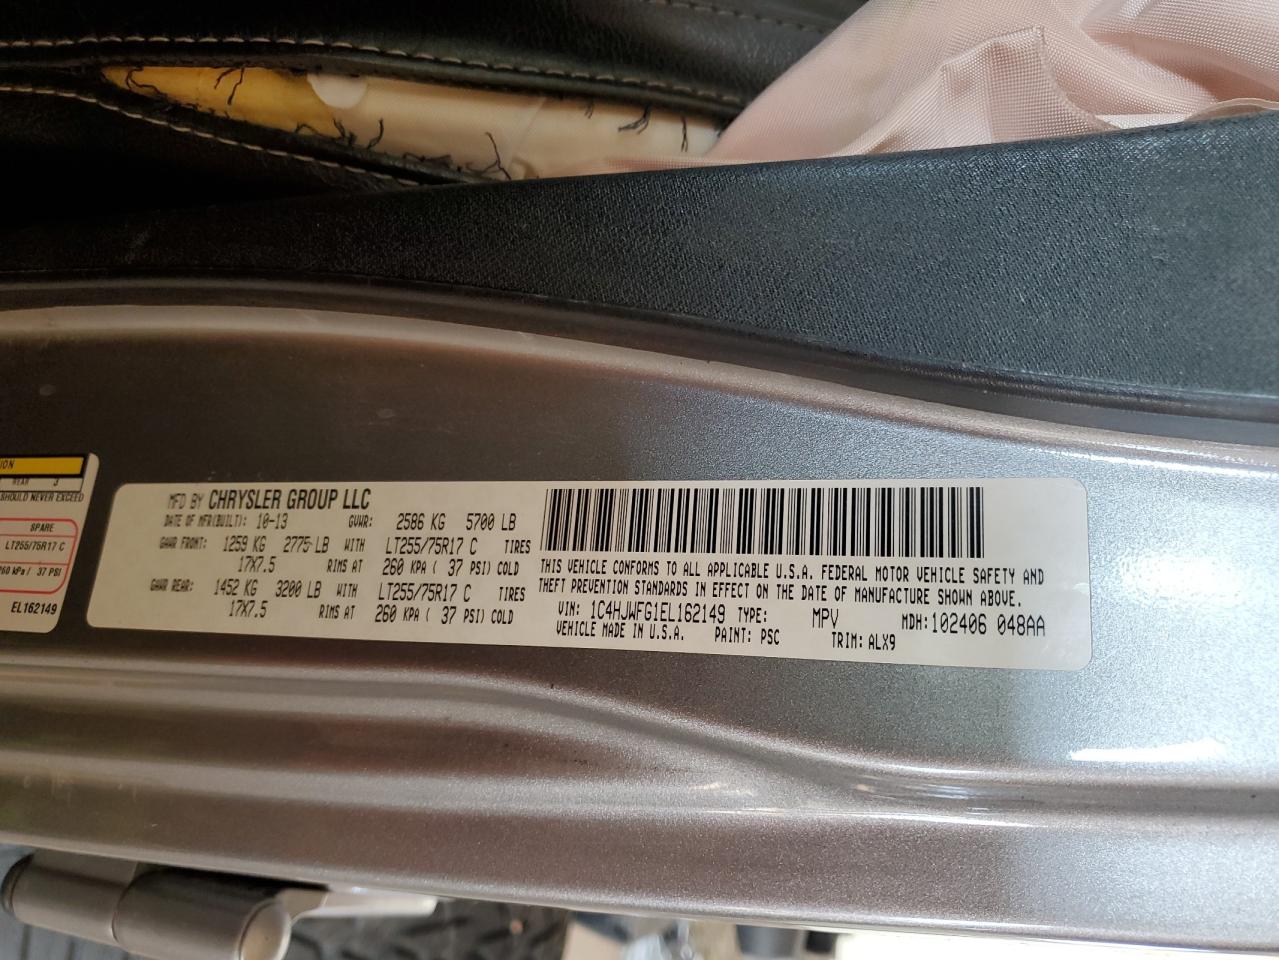 ION
REAR 3
SHOULD NEVER EXCEED
SPARE
LT255/75R17 C
260 kPa / 37 PSI
EL162149
MFD BY CHRYSLER GROUP LLC
DATE OF MFR(BUILT): 10-13 GVWR: 2586 KG 5700 LB
GAWR FRONT: 1259 KG 2775 LB WITH LT255/75R17 C TIRES
17X7.5 RIMS AT 260 KPA ( 37 PSI) COLD
GAWR REAR: 1452 KG 3200 LB WITH LT255/75R17 C TIRES
17X7.5 RIMS AT 260 KPA ( 37 PSI) COLD
THIS VEHICLE CONFORMS TO ALL APPLICABLE U.S.A. FEDERAL MOTOR VEHICLE SAFETY AND
THEFT PREVENTION STANDARDS IN EFFECT ON THE DATE OF MANUFACTURE SHOWN ABOVE.
VIN: 1C4HJWFG1EL162149 TYPE: MPV MDH:102406 048AA
VEHICLE MADE IN U.S.A. PAINT: PSC TRIM: ALX9